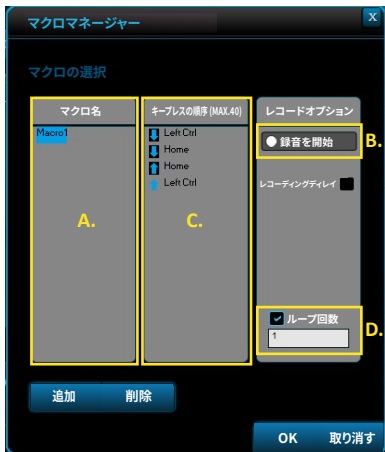 マクロマネージャー
X
マクロの選択
マクロ名
キープレスの順序 (MAX.40)
レコードオプション
Macro1
Left Ctrl
Home
Home
Left Ctrl
録音を開始
B.
レコーディングディレイ
A.
C.
ループ回数
1
D.
追加
削除
OK
取り消す